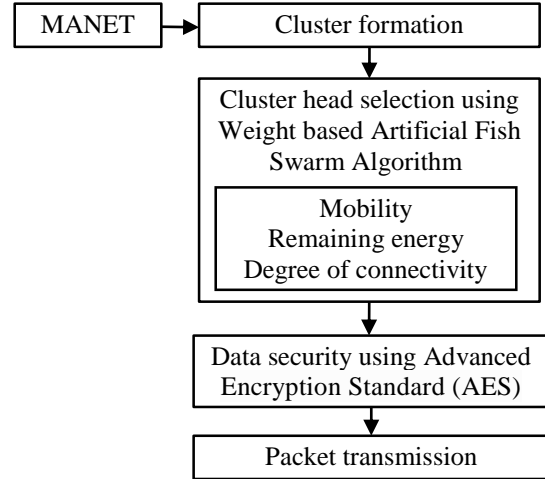 MANET
Cluster formation
Cluster head selection using
Weight based Artificial Fish
Swarm Algorithm
Mobility
Remaining energy
Degree of connectivity
Data security using Advanced
Encryption Standard (AES)
Packet transmission